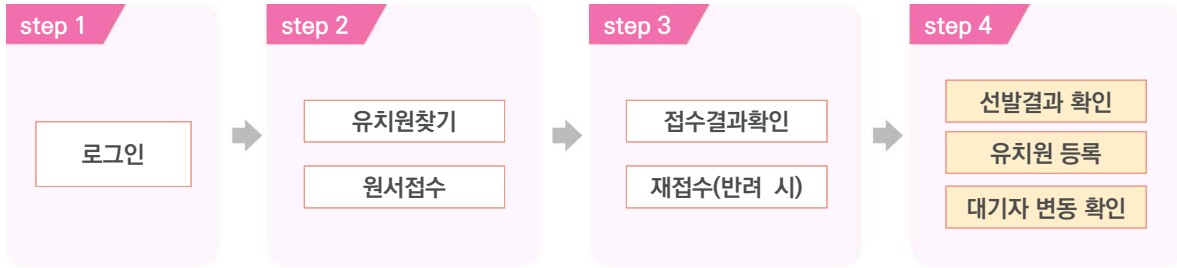 step 1
로그인
step 2
유치원찾기
원서접수
step 3
접수결과확인
재접수(반려 시)
step 4
선발결과 확인
유치원 등록
대기자 변동 확인